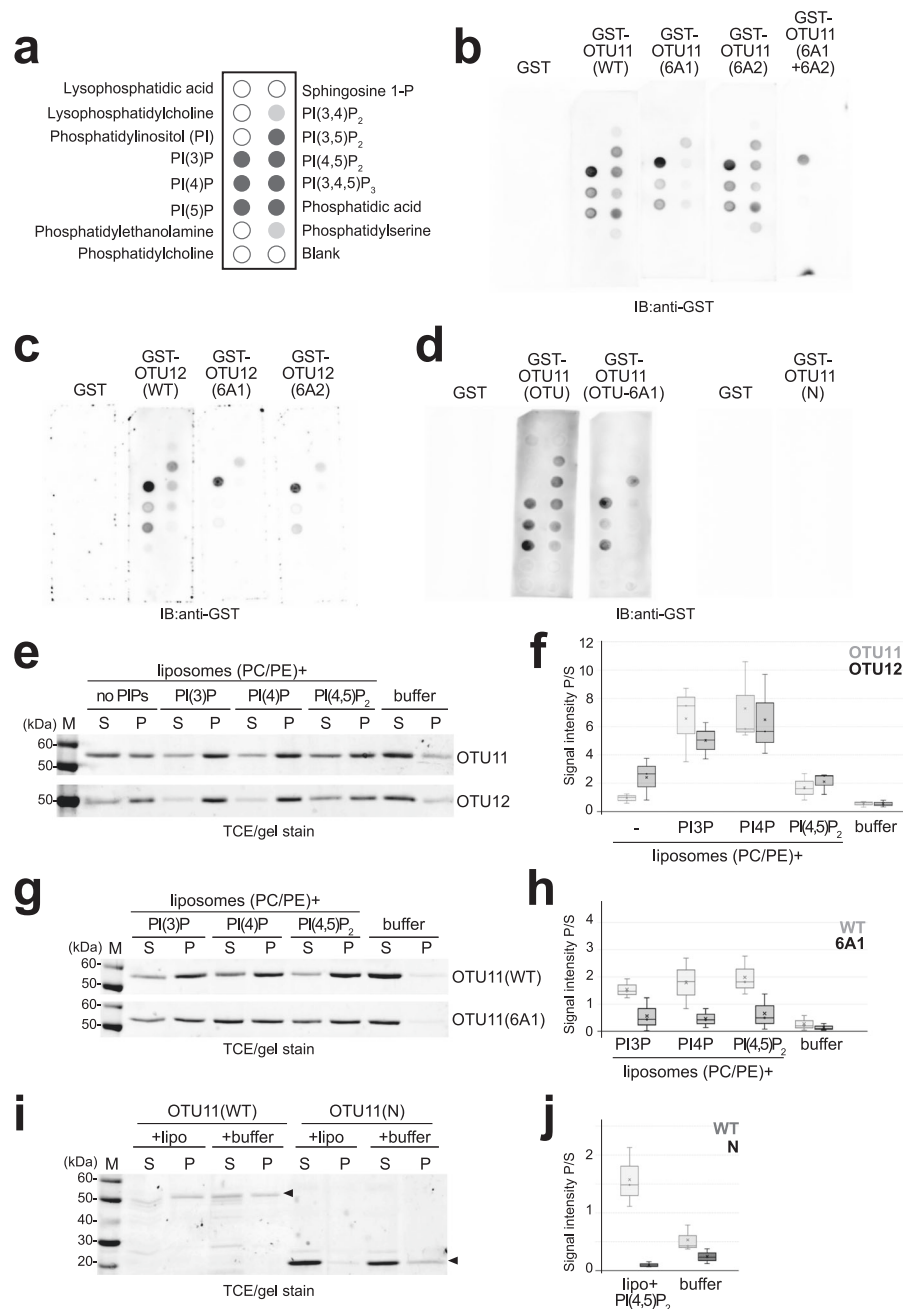 a
Lysophosphatidic acid
Sphingosine 1-P
Lysophosphatidylcholine
PI(3,4)P2
Phosphatidylinositol (PI)
PI(3,5)P2
PI(3)P
PI(4,5)P2
PI(4)P
PI(3,4,5)P3
PI(5)P
Phosphatidic acid
Phosphatidylethanolamine
Phosphatidylserine
Phosphatidylcholine
Blank
b
GST
GST-
OTU11
(WT)
GST-
OTU11
(6A1)
GST-
OTU11
(6A2)
GST-
OTU11
(6A1
+6A2)
IB:anti-GST
c
GST
GST-
OTU12
(WT)
GST-
OTU12
(6A1)
GST-
OTU12
(6A2)
IB:anti-GST
d
GST
GST-
OTU11
(OTU)
GST-
OTU11
(OTU-6A1)
GST
GST-
OTU11
(N)
IB:anti-GST
e
liposomes (PC/PE)+
no PIPs PI(3)P PI(4)P PI(4,5)P2 buffer
(kDa) M S P S P S P S P S P
60-
50-
OTU11
50-
OTU12
TCE/gel stain
f
OTU11
OTU12
Signal intensity P/S
12
10
8
6
4
2
0
- PI3P PI4P PI(4,5)P2 buffer
liposomes (PC/PE)+
g
liposomes (PC/PE)+
PI(3)P PI(4)P PI(4,5)P2 buffer
(kDa) M S P S P S P S P
60-
50-
OTU11(WT)
60-
50-
OTU11(6A1)
TCE/gel stain
h
WT
6A1
Signal intensity P/S
4
2
1
0
PI3P PI4P PI(4,5)P2 buffer
liposomes (PC/PE)+
i
OTU11(WT) OTU11(N)
+lipo +buffer +lipo +buffer
(kDa) M S P S P S P S P
60-
50-
40-
30-
20-
TCE/gel stain
j
WT
N
Signal intensity P/S
2
1
0
lipo+
PI(4,5)P2
buffer